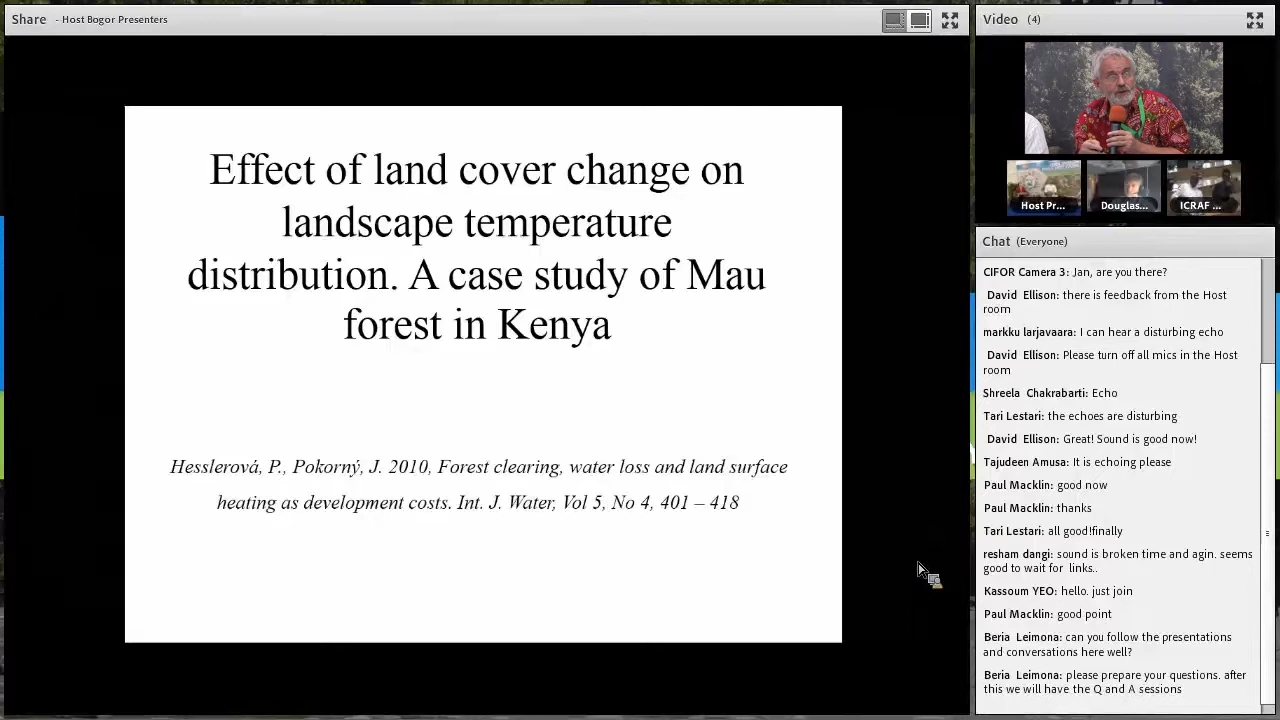 Share - Host Bogor Presenters
Effect of land cover change on
landscape temperature
distribution. A case study of Mau
forest in Kenya
Hesslerová, P., Pokorný, J. 2010, Forest clearing, water loss and land surface
heating as development costs. Int. J. Water, Vol 5, No 4, 401 – 418
Video (4)
Host Pr...
Douglas...
ICRAF ...
Chat (Everyone)
CIFOR Camera 3: Jan, are you there?
David Ellison: there is feedback from the Host
room
markku larjavaara: I can hear a disturbing echo
David Ellison: Please turn off all mics in the Host
room
Shreela Chakrabarti: Echo
Tari Lestari: the echoes are disturbing
David Ellison: Great! Sound is good now!
Tajudeen Amusa: It is echoing please
Paul Macklin: good now
Paul Macklin: thanks
Tari Lestari: all good!finally
resham dangi: sound is broken time and agin. seems
good to wait for links..
Kassoum YEO: hello. just join
Paul Macklin: good point
Beria Leimona: can you follow the presentations
and conversations here well?
Beria Leimona: please prepare your questions. after
this we will have the Q and A sessions